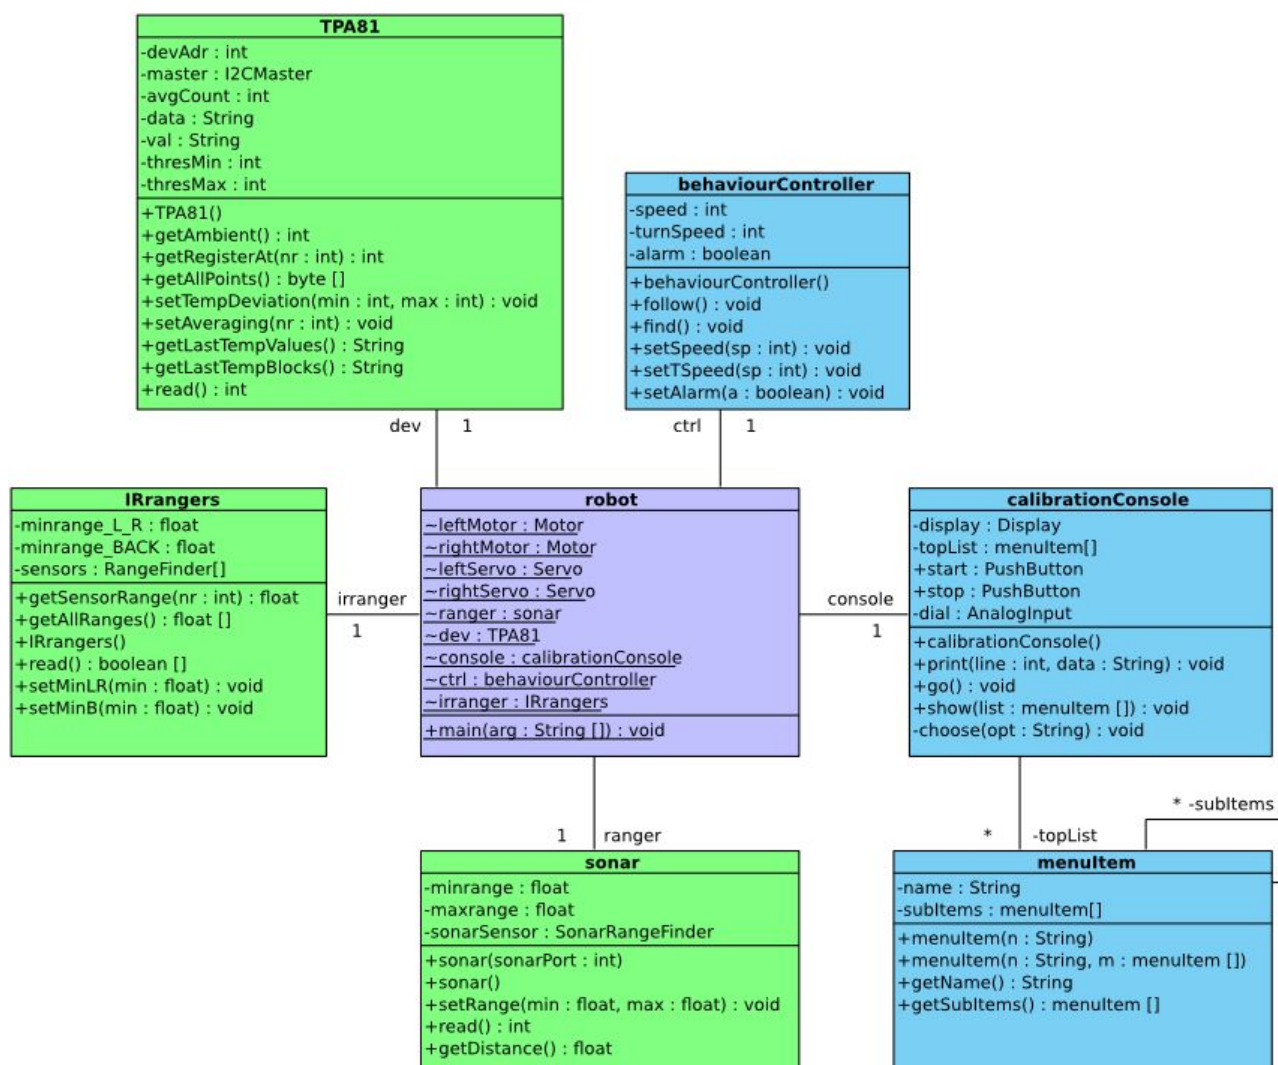 TPA81
-devAdr : int
-master : I2CMaster
-avgCount : int
-data : String
-val : String
-thresMin : int
-thresMax : int
+TPA81()
+getAmbient() : int
+getRegisterAt(nr : int) : int
+getAllPoints() : byte []
+setTempDeviation(min : int, max : int) : void
+setAveraging(nr : int) : void
+getLastTempValues() : String
+getLastTempBlocks() : String
+read() : int
behaviourController
-speed : int
-turnSpeed : int
-alarm : boolean
+behaviourController()
+follow() : void
+find() : void
+setSpeed(sp : int) : void
+setTSpeed(sp : int) : void
+setAlarm(a : boolean) : void
dev 1
ctrl 1
IRrangers
-minrange_L_R : float
-minrange_BACK : float
-sensors : RangeFinder[]
+getSensorRange(nr : int) : float
+getAllRanges() : float []
+IRrangers()
+read() : boolean []
+setMinLR(min : float) : void
+setMinB(min : float) : void
irranger
1
robot
~leftMotor : Motor
~rightMotor : Motor
~leftServo : Servo
~rightServo : Servo
~ranger : sonar
~dev : TPA81
~console : calibrationConsole
~ctrl : behaviourController
~irranger : IRrangers
+main(arg : String []) : void
console
1
calibrationConsole
-display : Display
-topList : menuItem[]
+start : PushButton
+stop : PushButton
-dial : AnalogInput
+calibrationConsole()
+print(line : int, data : String) : void
+go() : void
+show(list : menuItem []) : void
-choose(opt : String) : void
* -subItems
1 ranger
* -topList
sonar
-minrange : float
-maxrange : float
-sonarSensor : SonarRangeFinder
+sonar(sonarPort : int)
+sonar()
+setRange(min : float, max : float) : void
+read() : int
+getDistance() : float
menuItem
-name : String
-subItems : menuItem[]
+menuItem(n : String)
+menuItem(n : String, m : menuItem [])
+getName() : String
+getSubItems() : menuItem []